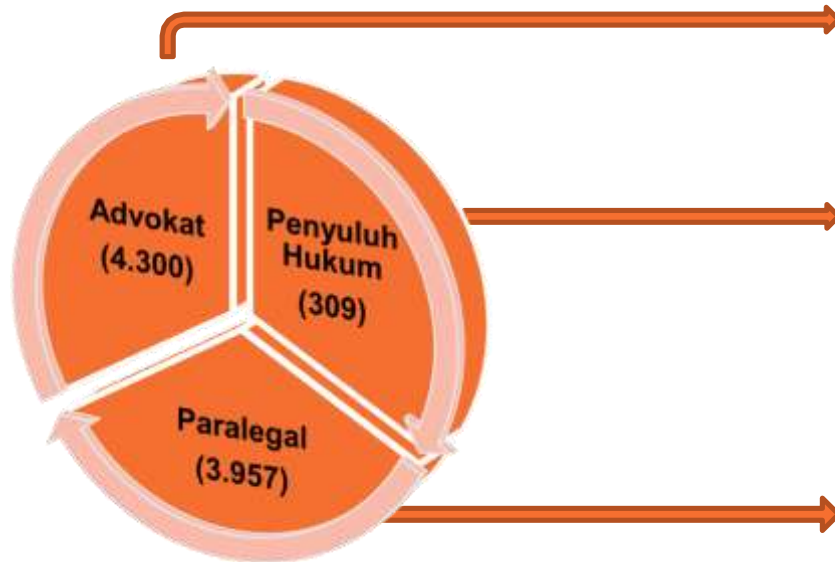 Advokat
(4.300)
Penyuluh
Hukum
(309)
Paralegal
(3.957)